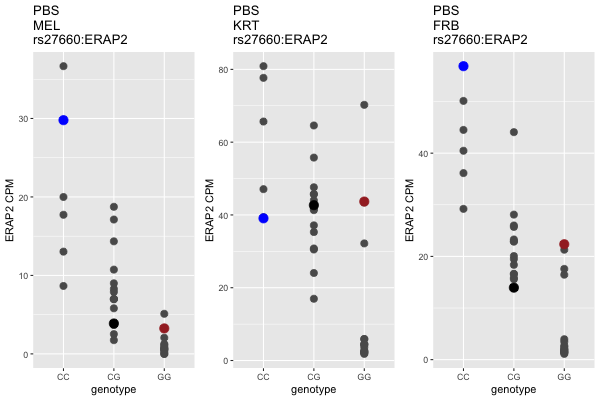 PBS
MEL
rs27660:ERAP2
ERAP2 CPM
30
20
10
0
CC
CG
GG
genotype
PBS
KRT
rs27660:ERAP2
ERAP2 CPM
80
60
40
20
0
CC
CG
GG
genotype
PBS
FRB
rs27660:ERAP2
ERAP2 CPM
40
20
0
CC
CG
GG
genotype